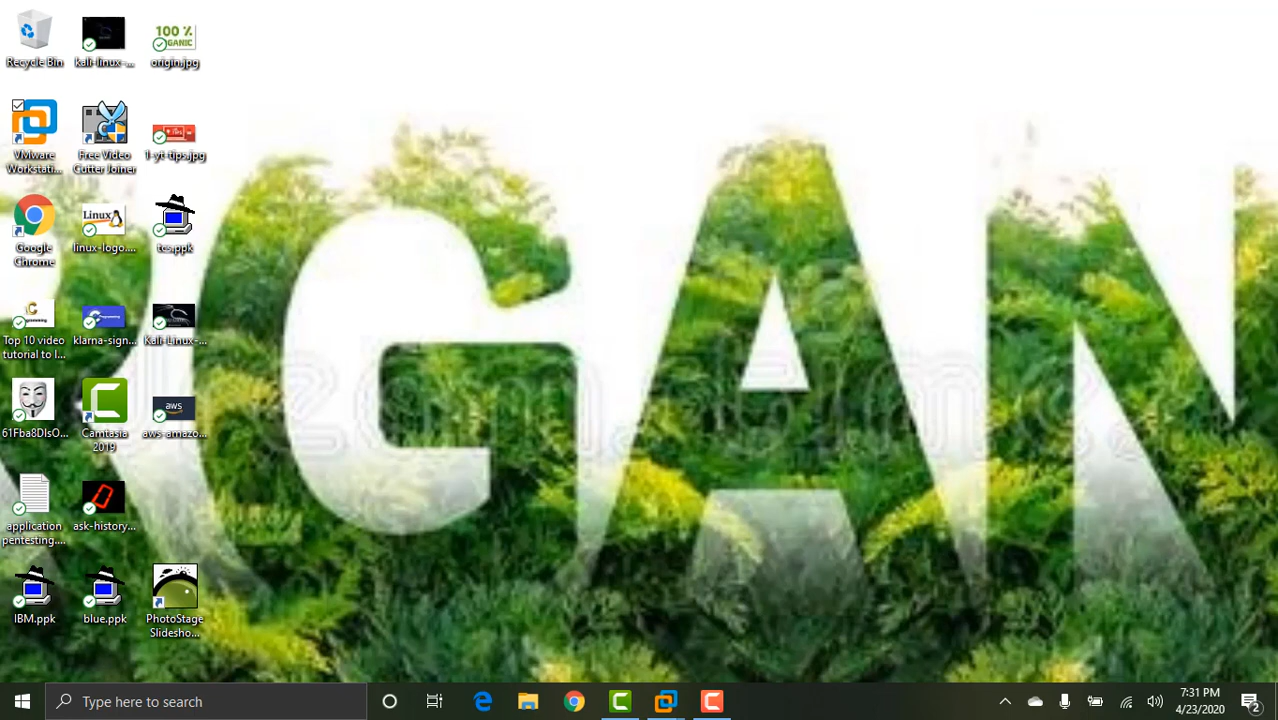 Recycle Bin
kali-linux-...
100 %
GANIC
origin.jpg
VMware
Workstati...
Free Video
Cutter Joiner
1-yt-tips.jpg
Google
Chrome
Linux
linux-logo....
tcs.ppk
Top 10 video
tutorial to l...
klarna-sign...
Kali-Linux-...
61Fba8DIsO...
Camtasia
2019
aws
aws-amazo...
application
pentesting....
ask-history...
IBM.ppk
blue.ppk
PhotoStage
Slidesho...
GAN
Type here to search
7:31 PM
4/23/2020
2